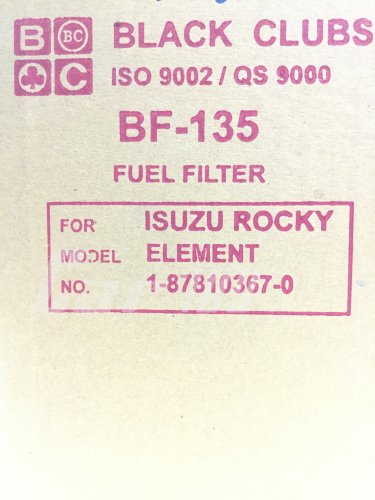 B BC BLACK CLUBS
C ISO 9002 / QS 9000
BF-135
FUEL FILTER
FOR ISUZU ROCKY
MODEL ELEMENT
NO. 1-87810367-0